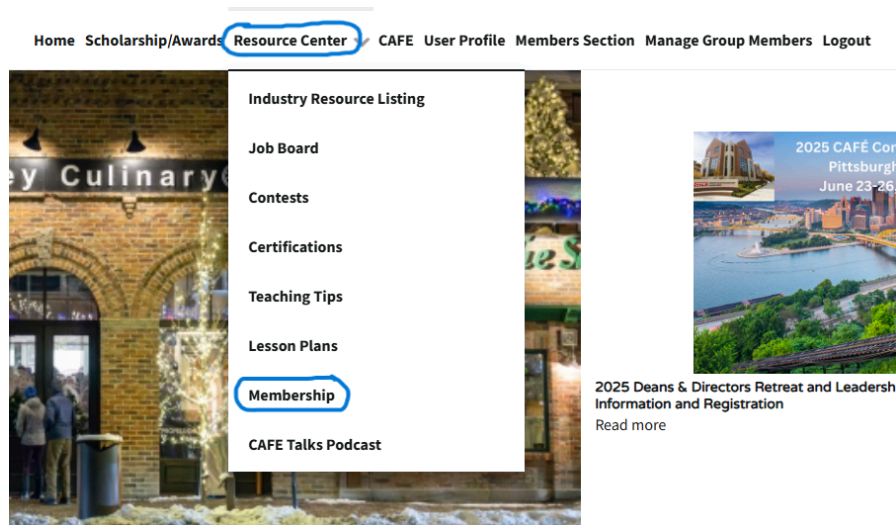 Home Scholarship/Awards Resource Center CAFE User Profile Members Section Manage Group Members Logout
Industry Resource Listing
Job Board
Contests
Certifications
Teaching Tips
Lesson Plans
Membership
CAFE Talks Podcast
y Culinary
ie S
2025 CAFÉ Con
Pittsburgh
June 23-26,
2025 Deans & Directors Retreat and Leadersh
Information and Registration
Read more